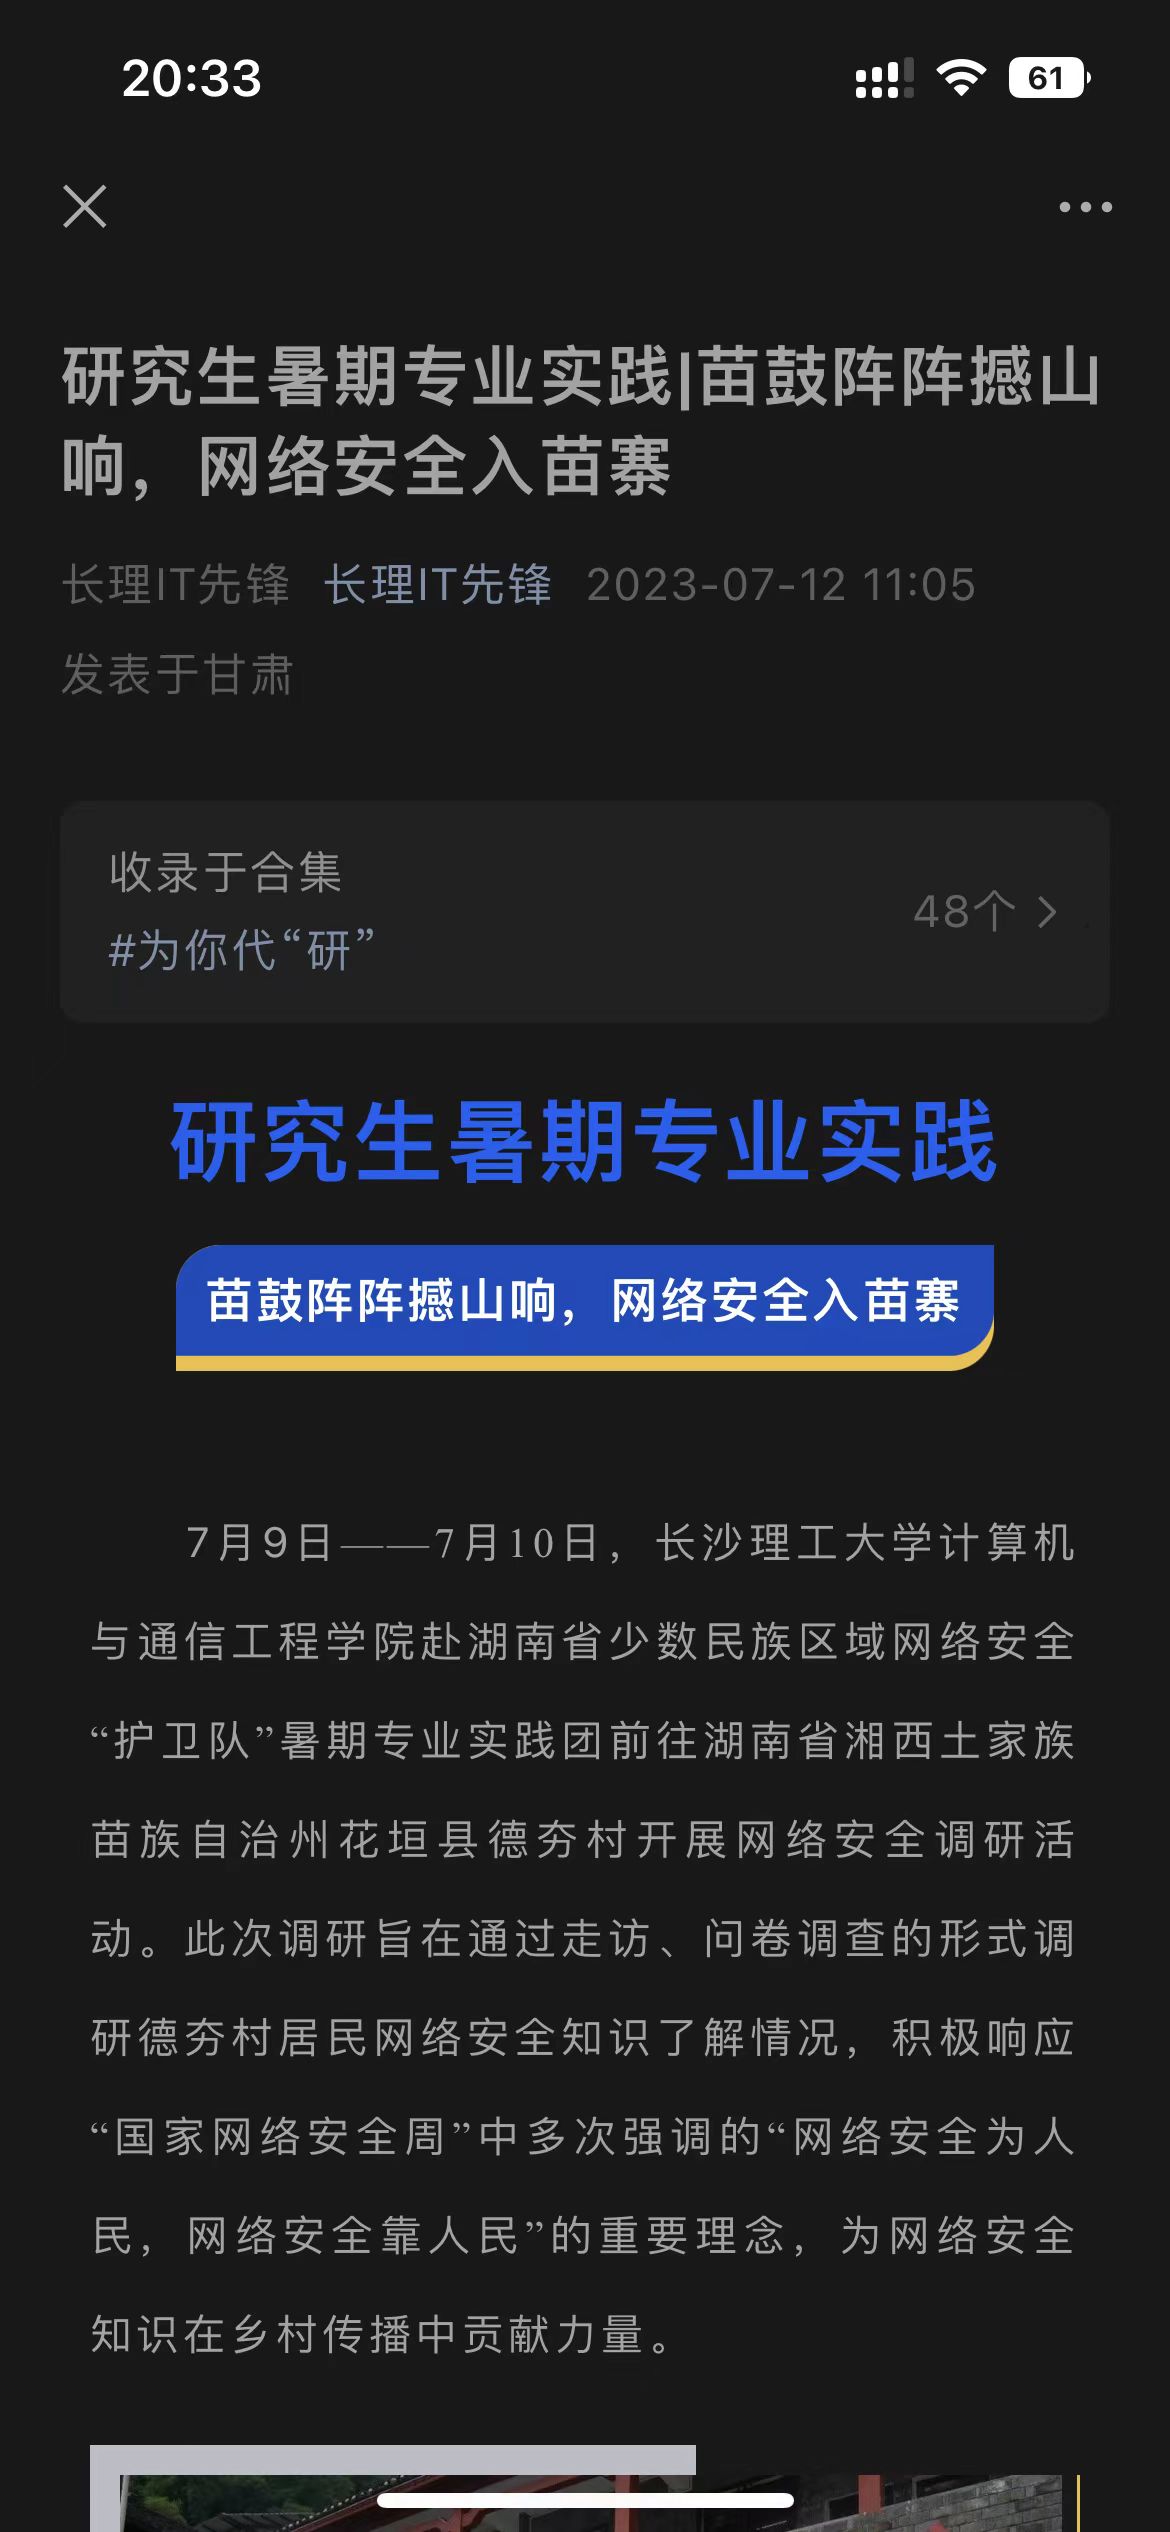 20:33
61
研究生暑期专业实践|苗鼓阵阵撼山
响，网络安全入苗寨
长理IT先锋 长理IT先锋 2023-07-12 11:05
发表于甘肃
收录于合集
#为你代“研”
48个
研究生暑期专业实践
苗鼓阵阵撼山响，网络安全入苗寨
7月9日——7月10日，长沙理工大学计算机
与通信工程学院赴湖南省少数民族区域网络安全
“护卫队”暑期专业实践团前往湖南省湘西土家族
苗族自治州花垣县德夯村开展网络安全调研活
动。此次调研旨在通过走访、问卷调查的形式调
研德夯村居民网络安全知识了解情况，积极响应
“国家网络安全周”中多次强调的“网络安全为人
民，网络安全靠人民”的重要理念，为网络安全
知识在乡村传播中贡献力量。